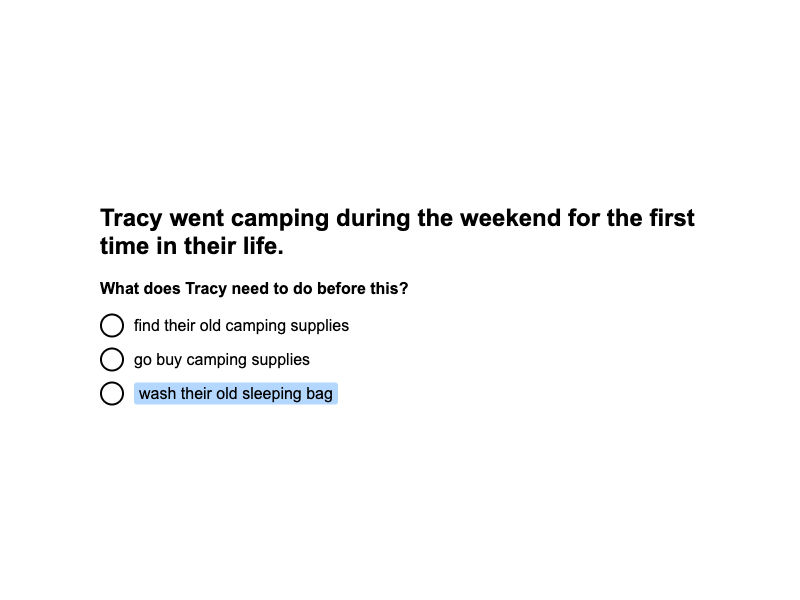 Tracy went camping during the weekend for the first
time in their life.
What does Tracy need to do before this?
find their old camping supplies
go buy camping supplies
wash their old sleeping bag